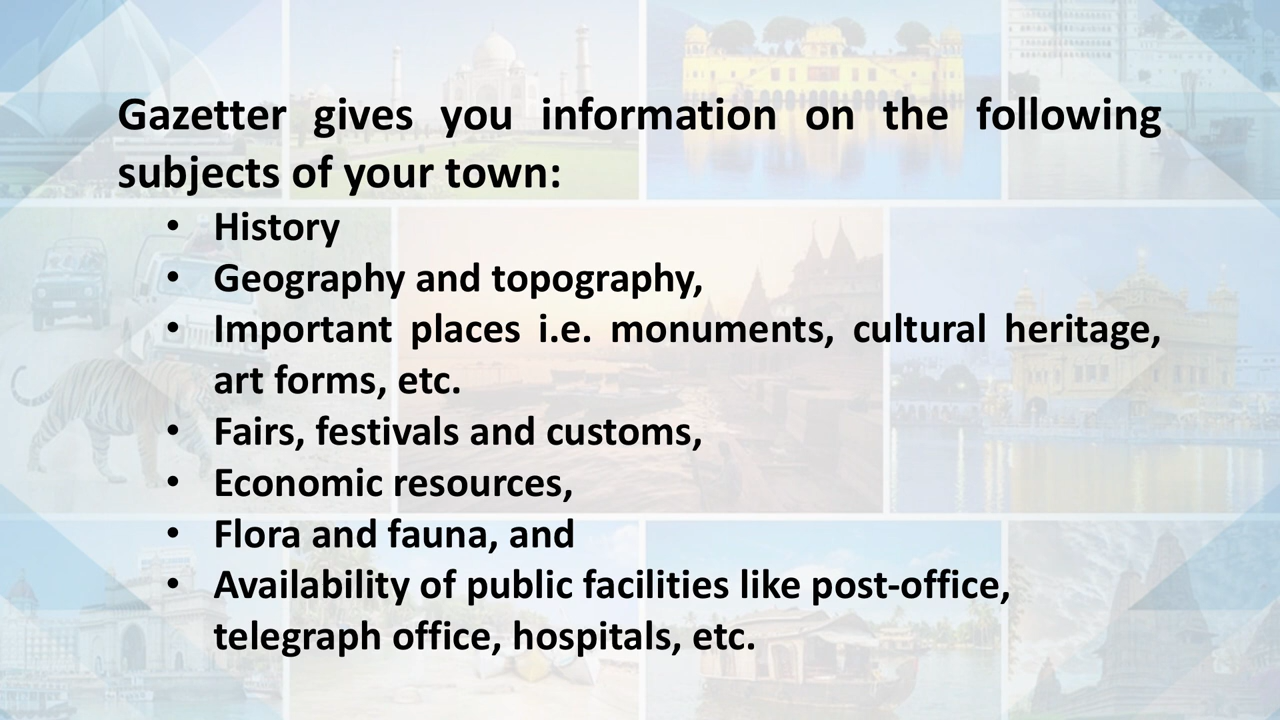 Gazetter gives you information on the following
subjects of your town:
• History
• Geography and topography,
• Important places i.e. monuments, cultural heritage,
art forms, etc.
• Fairs, festivals and customs,
• Economic resources,
• Flora and fauna, and
• Availability of public facilities like post-office,
telegraph office, hospitals, etc.